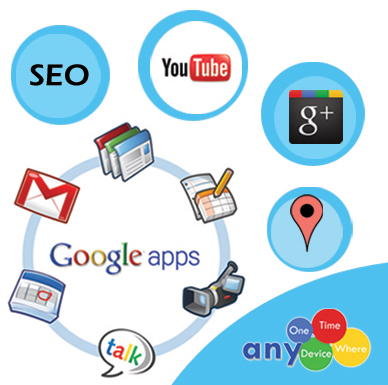 SEO
YouTube
g+
Google apps
talk
any
One
Time
Device
Where